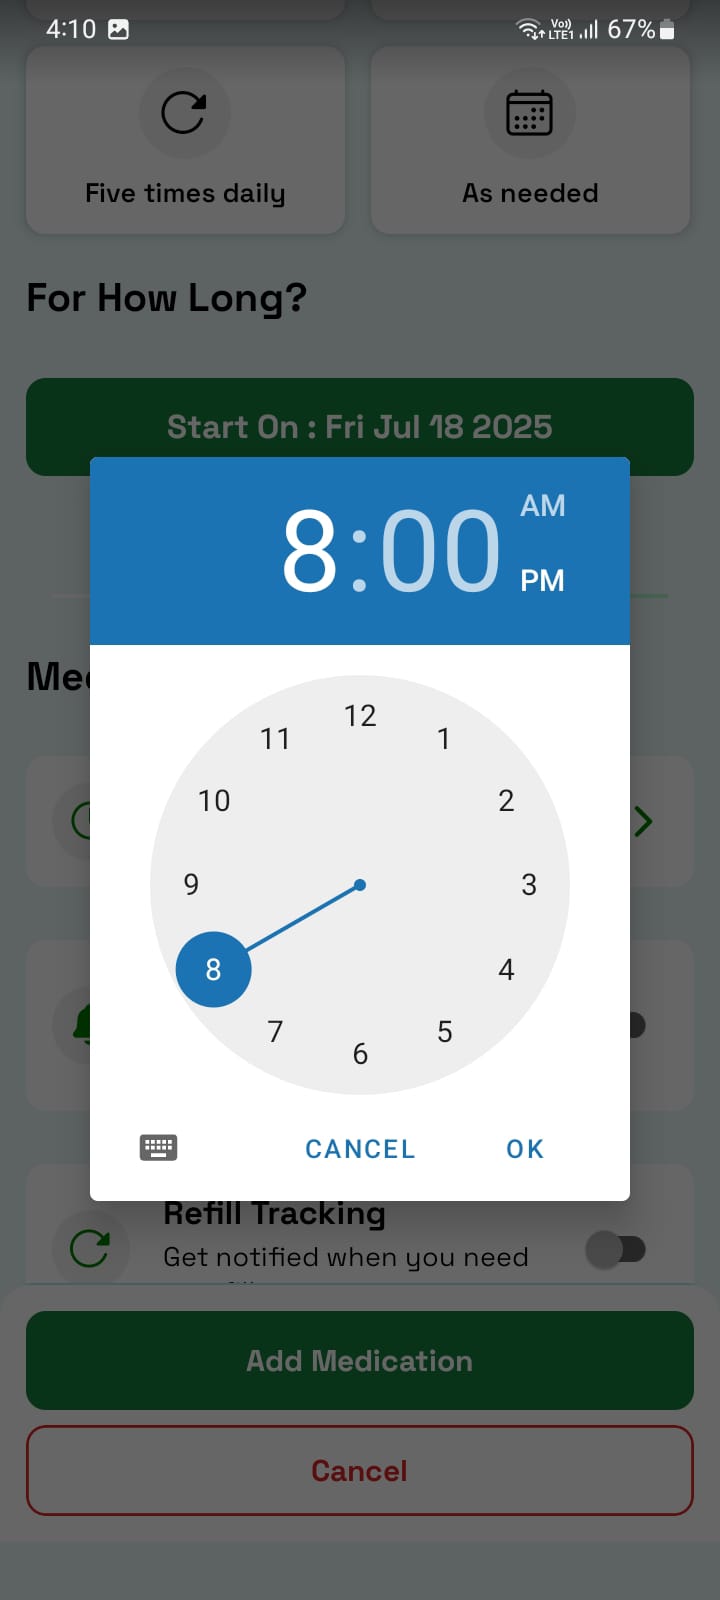 4:10 Vo)) LTE1 67%
Five times daily
As needed
For How Long?
Start On : Fri Jul 18 2025
8:00 AM
PM
12
11 1
10 2
9 3
8 4
7 5
6
CANCEL OK
Refill Tracking
Get notified when you need
Add Medication
Cancel